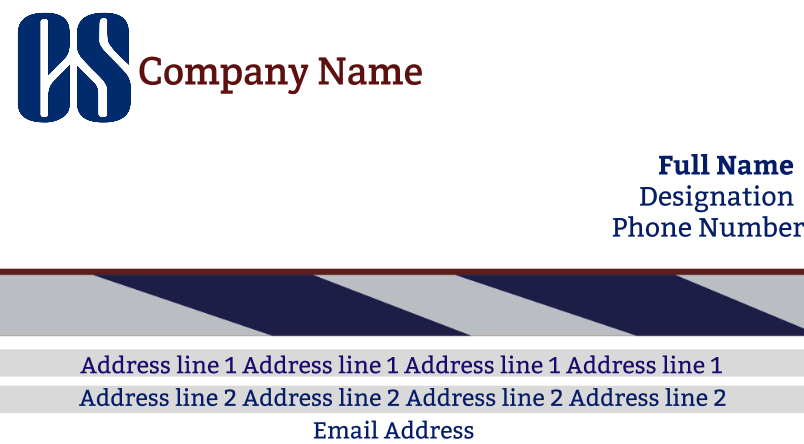 CS Company Name
Full Name
Designation
Phone Number
Address line 1 Address line 1 Address line 1 Address line 1
Address line 2 Address line 2 Address line 2 Address line 2
Email Address